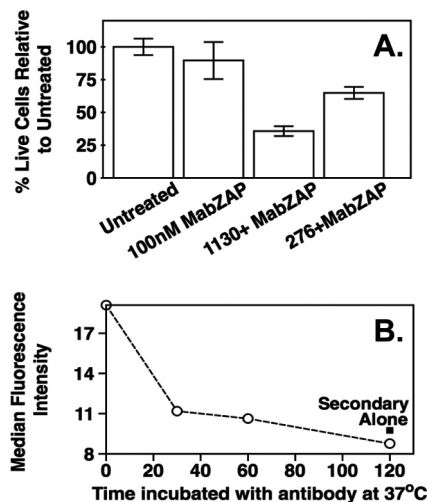 % Live Cells Relative
to Untreated
100
75
50
25
0
A.
Untreated
100nM MabZAP
1130+ MabZAP
276+MabZAP
Median Fluorescence
Intensity
17
14
11
8
B.
Secondary
Alone
0 20 40 60 80 100 120
Time incubated with antibody at 37°C